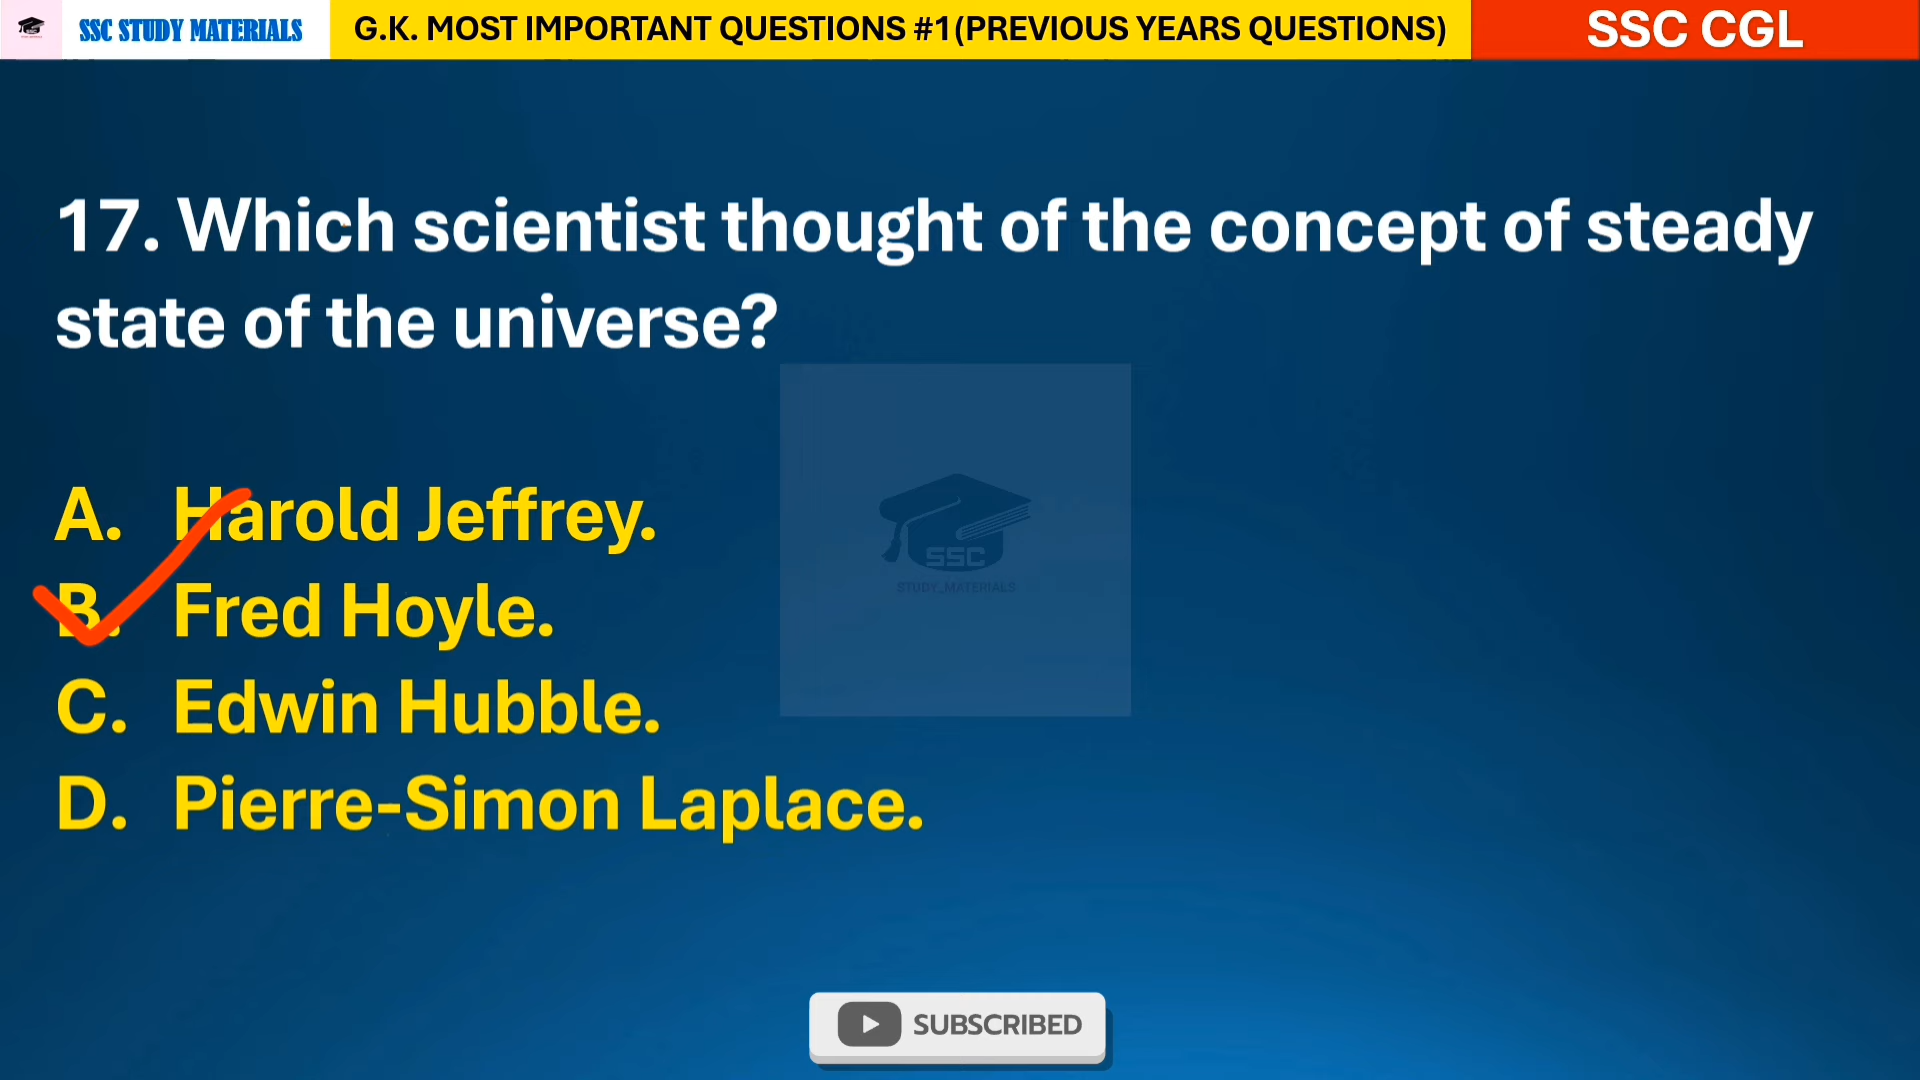 SSC STUDY MATERIALS
G.K. MOST IMPORTANT QUESTIONS #1(PREVIOUS YEARS QUESTIONS)
SSC CGL
17. Which scientist thought of the concept of steady
state of the universe?
A. Harold Jeffrey.
B. Fred Hoyle.
C. Edwin Hubble.
D. Pierre-Simon Laplace.
SSC
STUDY_MATERIALS
SUBSCRIBED